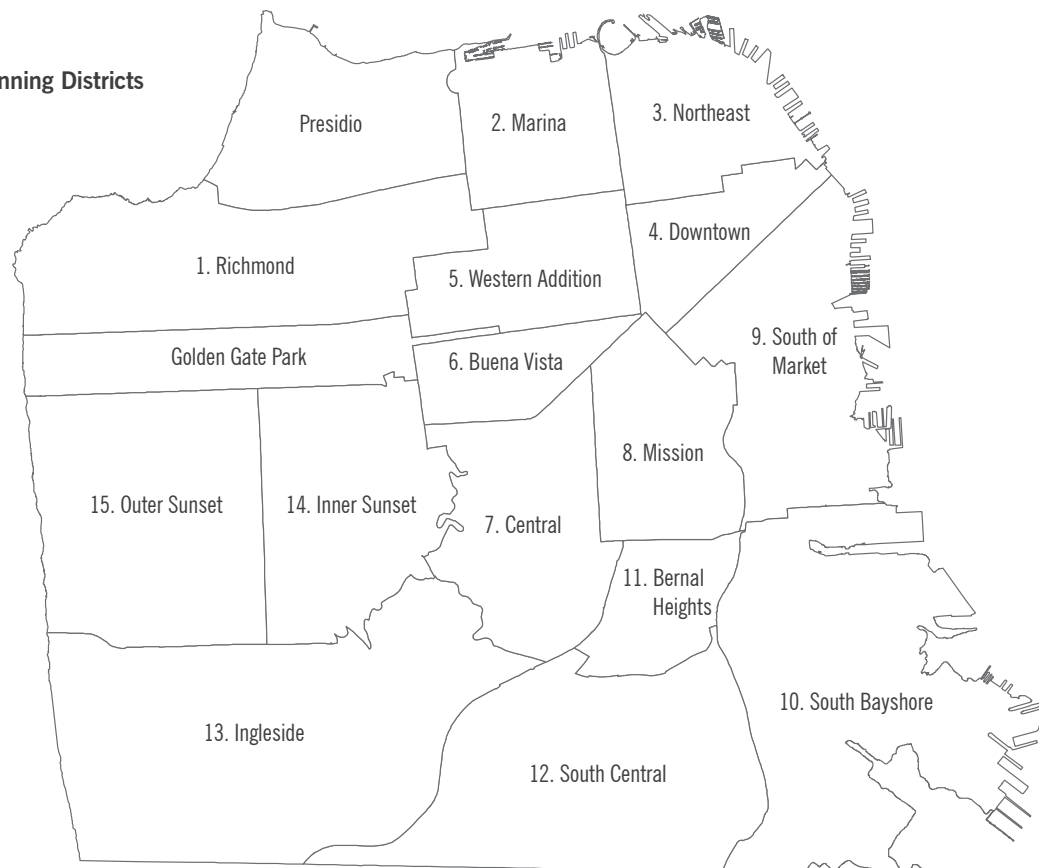 Districts
Presidio
2. Marina
3. Northeast
1. Richmond
4. Downtown
5. Western Addition
Golden Gate Park
6. Buena Vista
9. South of
Market
8. Mission
15. Outer Sunset
14. Inner Sunset
7. Central
11. Bernal
Heights
10. South Bayshore
13. Ingleside
12. South Central